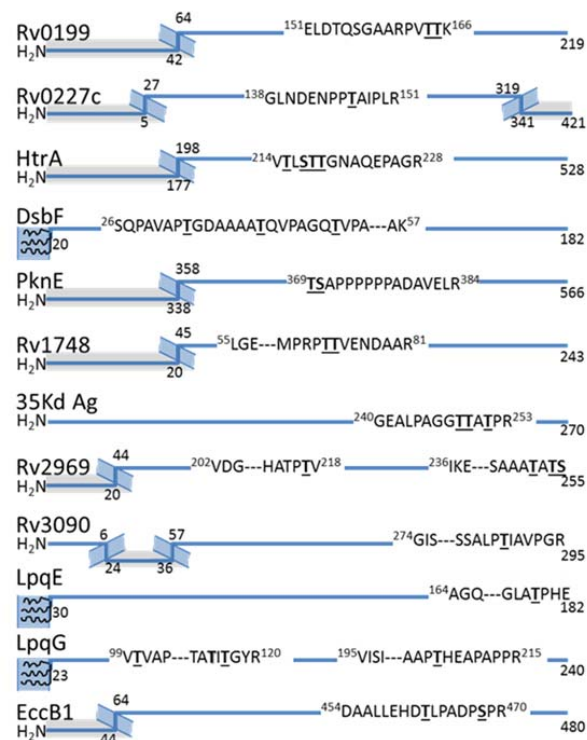 64
Rv0199 151ELDTQSGAARPVTTK166
H2N 42 219
27 319
Rv0227c 138GLNDENPPTAIPLR151
H2N 5 341 421
198
HtrA 214VTLSTTGNAQEPAGR228
H2N 177 528
DsbF 26SQPAVAPTGDAAAATQVPAGQTVPA---AK57
20 182
358
PknE 369TSAPPPPPPADAVELR384
H2N 338 566
45
Rv1748 55LGE---MPRPTTVENDAAR81
H2N 20 243
35Kd Ag
H2N 240GEALPAGGTTATPR253 270
44
Rv2969 202VDG---HATPTV218 236IKE---SAAATATS
H2N 20 255
Rv3090 6 57 274GIS---SSALPTIAVPGR
H2N 24 36 295
LpqE 164AGQ---GLATPHE
30 182
LpqG 99VTVAP---TATITGYR120 195VISI---AAPTHEAPAPPR215
23 240
64
EccB1 454DAALLEHDTLPADPSPR470
H2N 44 480